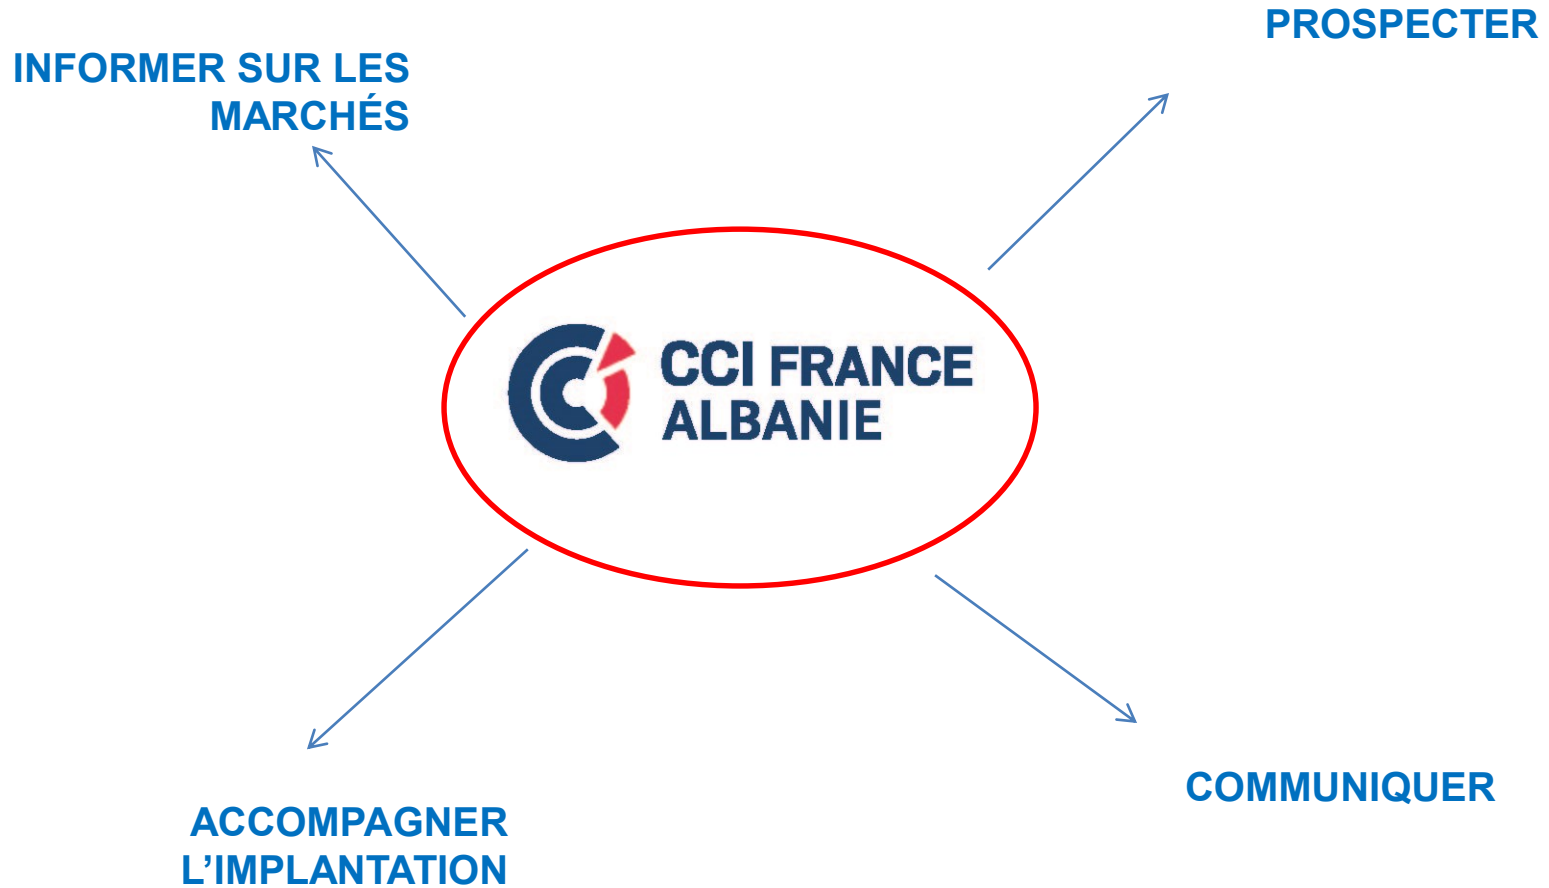 PROSPECTER
INFORMER SUR LES
MARCHÉS
CCI FRANCE
ALBANIE
COMMUNIQUER
ACCOMPAGNER
L’IMPLANTATION